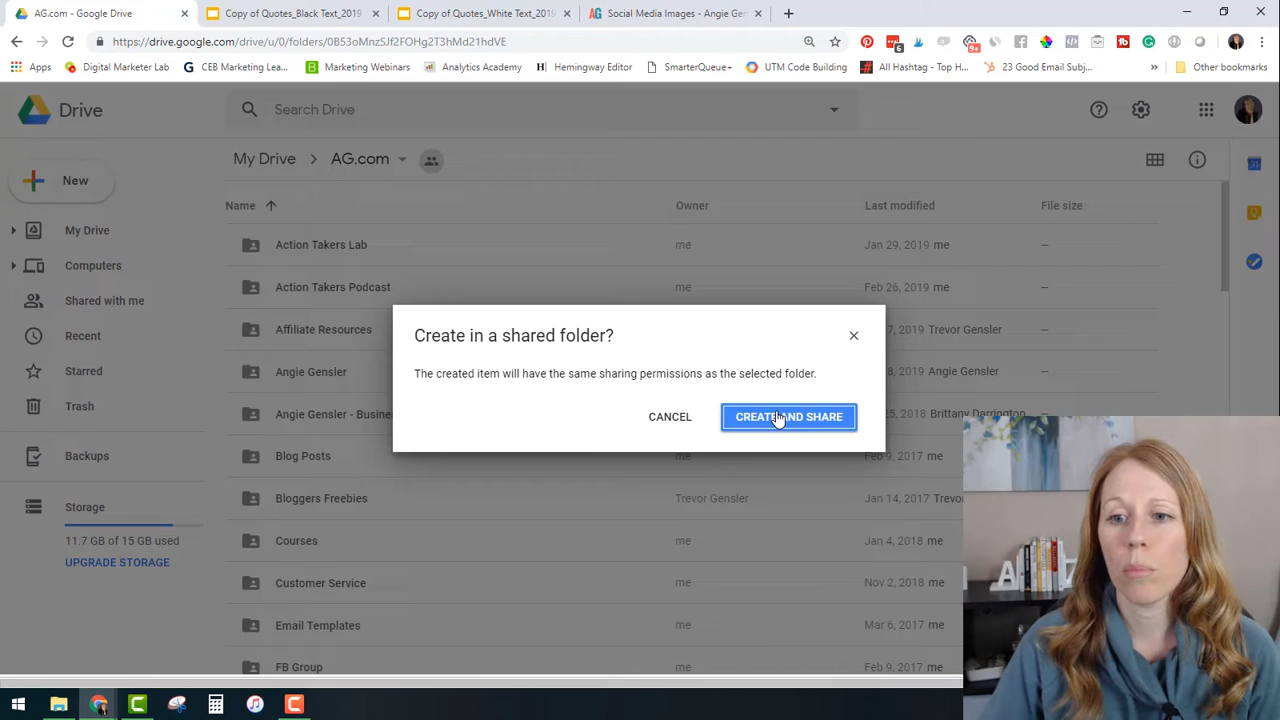 AG.com - Google Drive
Copy of Quotes_Black Text_2019
Copy of Quotes_White Text_2019
Social Media Images - Angie Gen
https://drive.google.com/drive/u/0/folders/0B53oMnzSJf2FOHg2T3hMd21hdVE
6
9+
Apps
Digital Marketer Lab
CEB Marketing Lea...
Marketing Webinars
Analytics Academy
Hemingway Editor
SmarterQueue+
UTM Code Building
All Hashtag - Top H...
23 Good Email Subj...
»
Other bookmarks
Drive
Search Drive
New
My Drive
Computers
Shared with me
Recent
Starred
Trash
Backups
Storage
11.7 GB of 15 GB used
UPGRADE STORAGE
My Drive > AG.com
Name Owner Last modified File size
Action Takers Lab me Jan 29, 2019 me —
Action Takers Podcast me Feb 26, 2019 me —
Affiliate Resources 7, 2019 Trevor Gensler —
Angie Gensler 7, 2019 Angie Gensler —
Angie Gensler - Busine 25, 2018 Brittany Darrington —
Blog Posts me Feb 9, 2017 me
Bloggers Freebies Trevor Gensler Jan 14, 2017 Trevo
Courses me Jan 4, 2018 me
Customer Service me Nov 2, 2018 me
Email Templates me Mar 6, 2017 me
FB Group me Feb 9, 2017 me
Create in a shared folder?
The created item will have the same sharing permissions as the selected folder.
CANCEL
CREATE AND SHARE
A